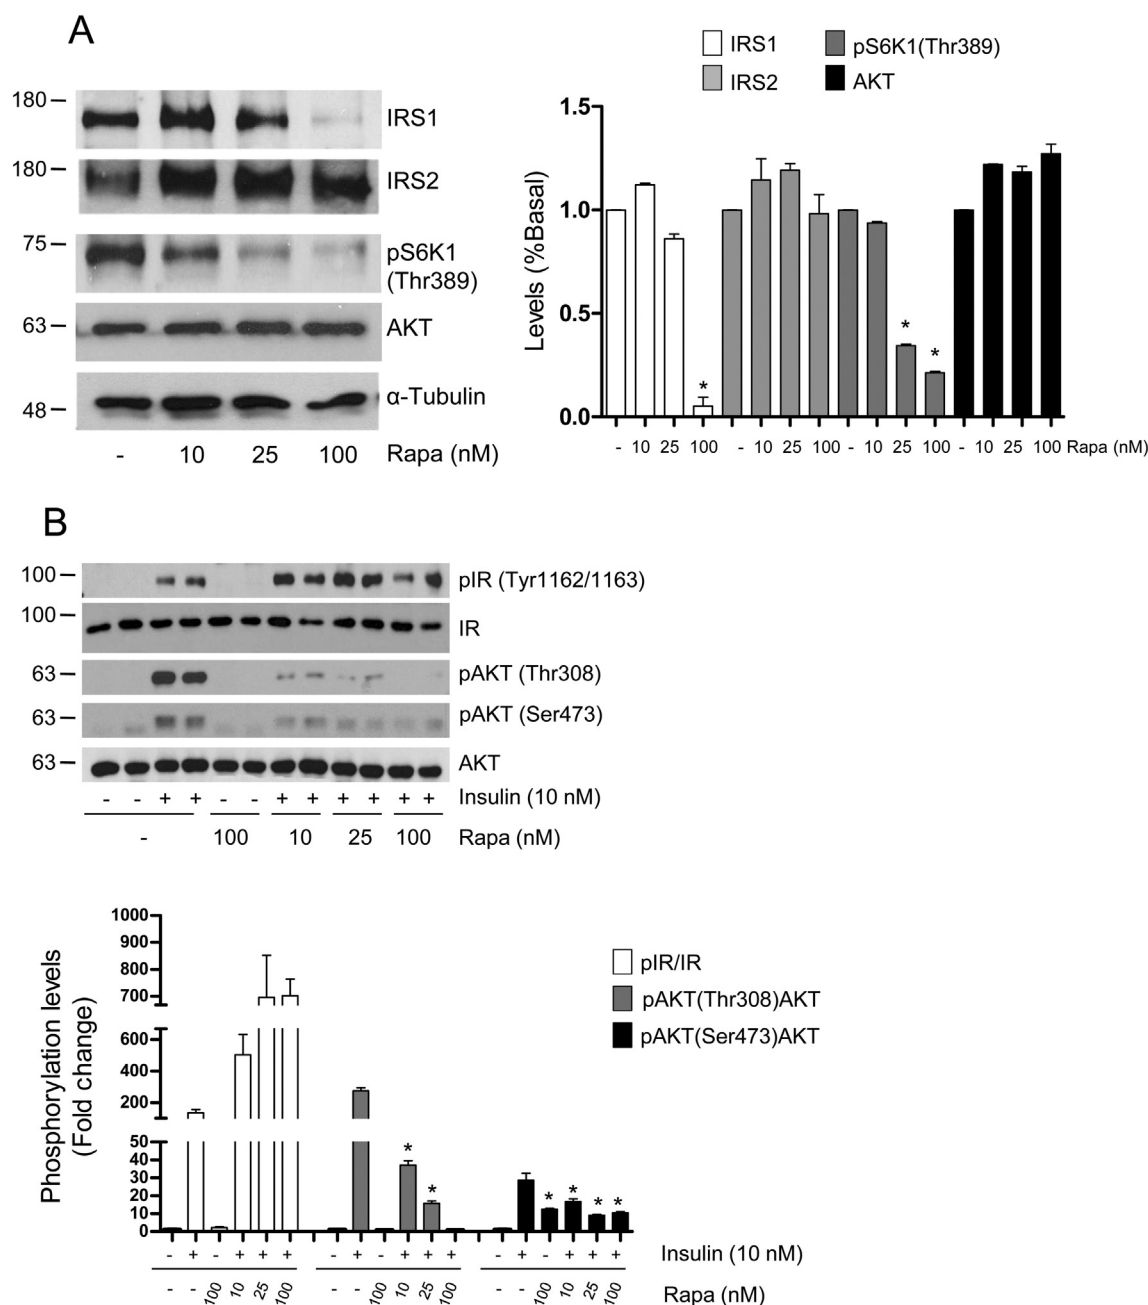 A
180
IRS1
180
IRS2
75
pS6K1
(Thr389)
63
AKT
48
α-Tubulin
- 10 25 100 Rapa (nM)
IRS1 pS6K1(Thr389)
IRS2 AKT
Levels (%Basal)
1.5
1.0
0.5
0.0
* * *
- 10 25 100 - 10 25 100 - 10 25 100 - 10 25 100 Rapa (nM)
B
100 pIR (Tyr1162/1163)
100 IR
63 pAKT (Thr308)
63 pAKT (Ser473)
63 AKT
- - + + - - + + + + + + Insulin (10 nM)
- 100 10 25 100 Rapa (nM)
Phosphorylation levels
(Fold change)
1000
900
800
700
600
400
200
50
40
30
20
10
0
pIR/IR
pAKT(Thr308)AKT
pAKT(Ser473)AKT
* * * * * *
- + - + + + - + - + + + - + - + + + Insulin (10 nM)
- - 100 10 25 100 - - 100 10 25 100 - - 100 10 25 100 Rapa (nM)